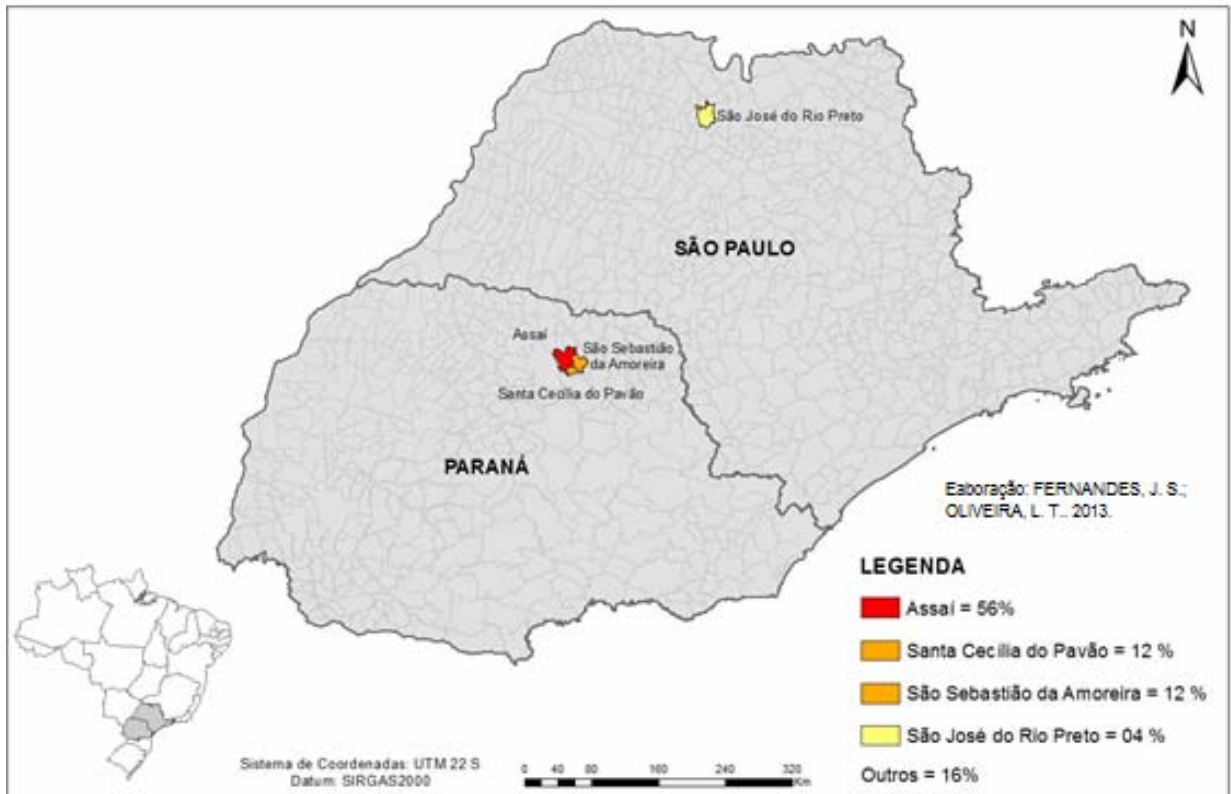 N
São José do Rio Preto
SÃO PAULO
Assaí
São Sebastião
da Amoreira
Santa Cecília do Pavão
PARANÁ
Eaboração: FERNANDES, J. S.;
OLIVEIRA, L. T.. 2013.
LEGENDA
Assaí = 56%
Santa Cecília do Pavão = 12 %
São Sebastião da Amoreira = 12 %
São José do Rio Preto = 04 %
Outros = 16%
Sistema de Coordenadas: UTM 22 S
Datum: SIRGAS2000
0 40 80 160 240 320
Km